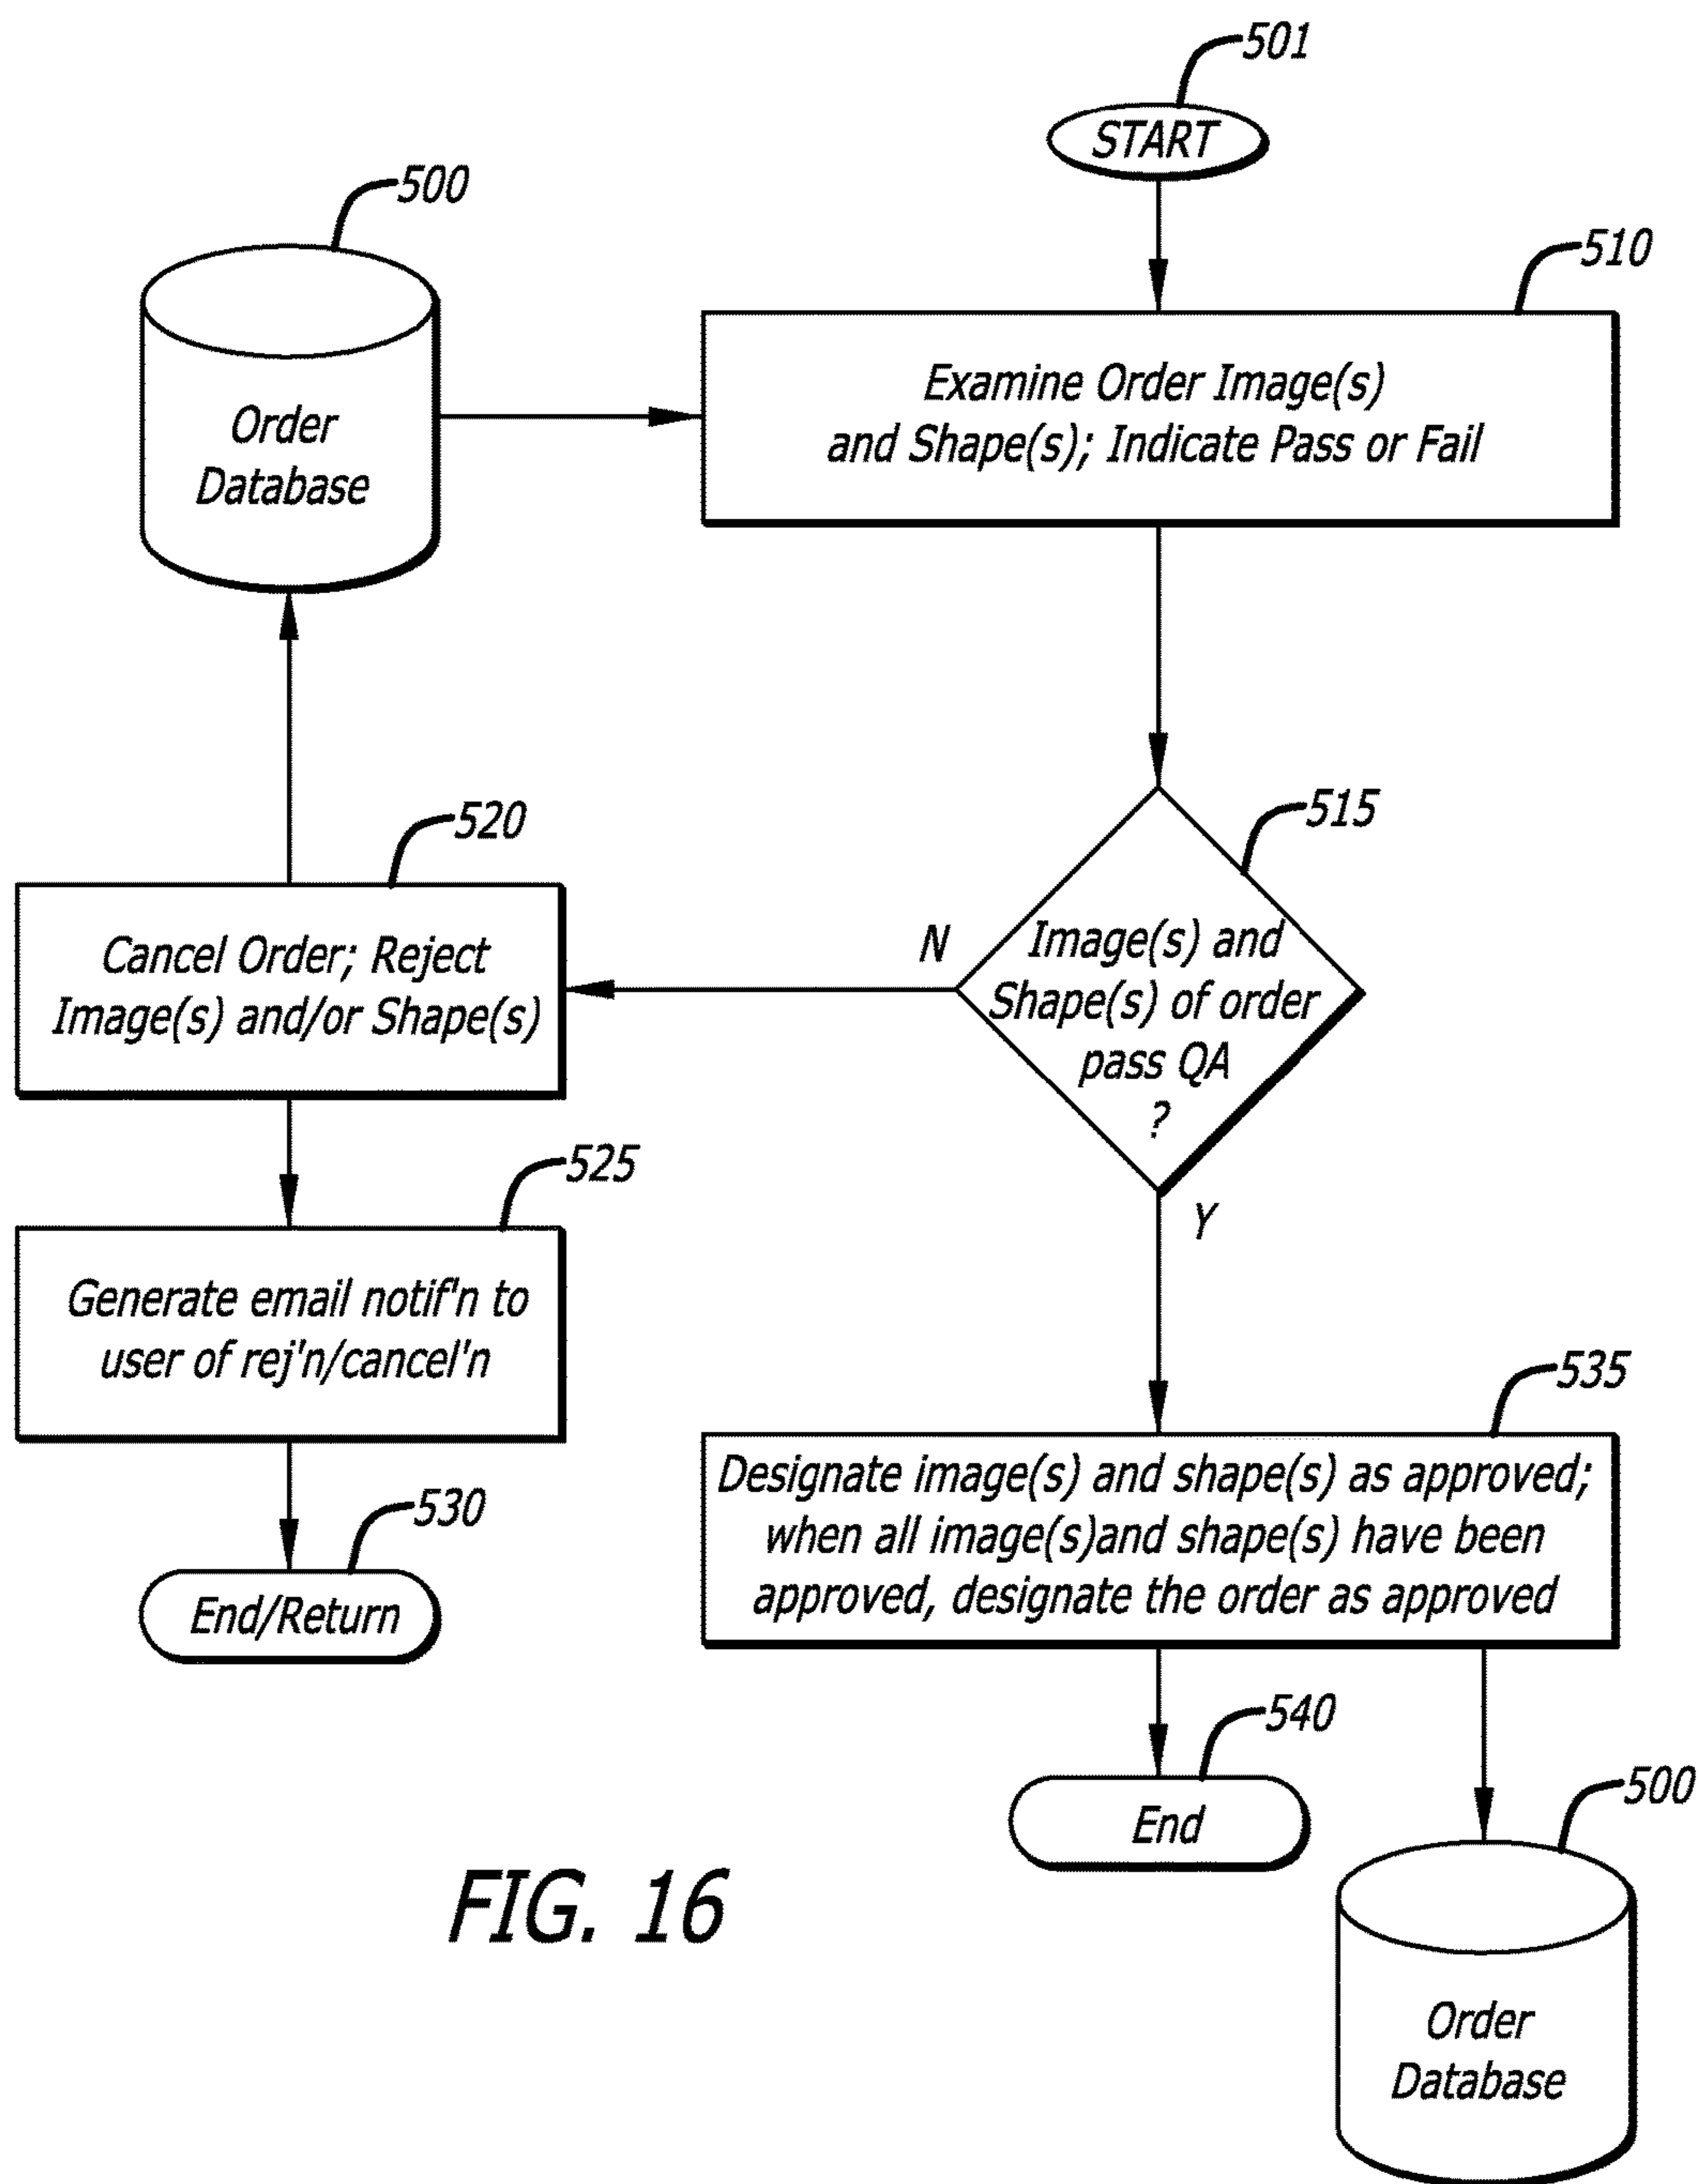 501
START
500
510
Order
Database
Examine Order Image(s)
and Shape(s); Indicate Pass or Fail
520
515
Cancel Order; Reject
Image(s) and/or Shape(s)
N
Image(s) and
Shape(s) of order
pass QA
?
Y
525
Generate email notif'n to
user of rej'n/cancel'n
530
End/Return
535
Designate image(s) and shape(s) as approved;
when all image(s)and shape(s) have been
approved, designate the order as approved
540
End
500
Order
Database
FIG. 16